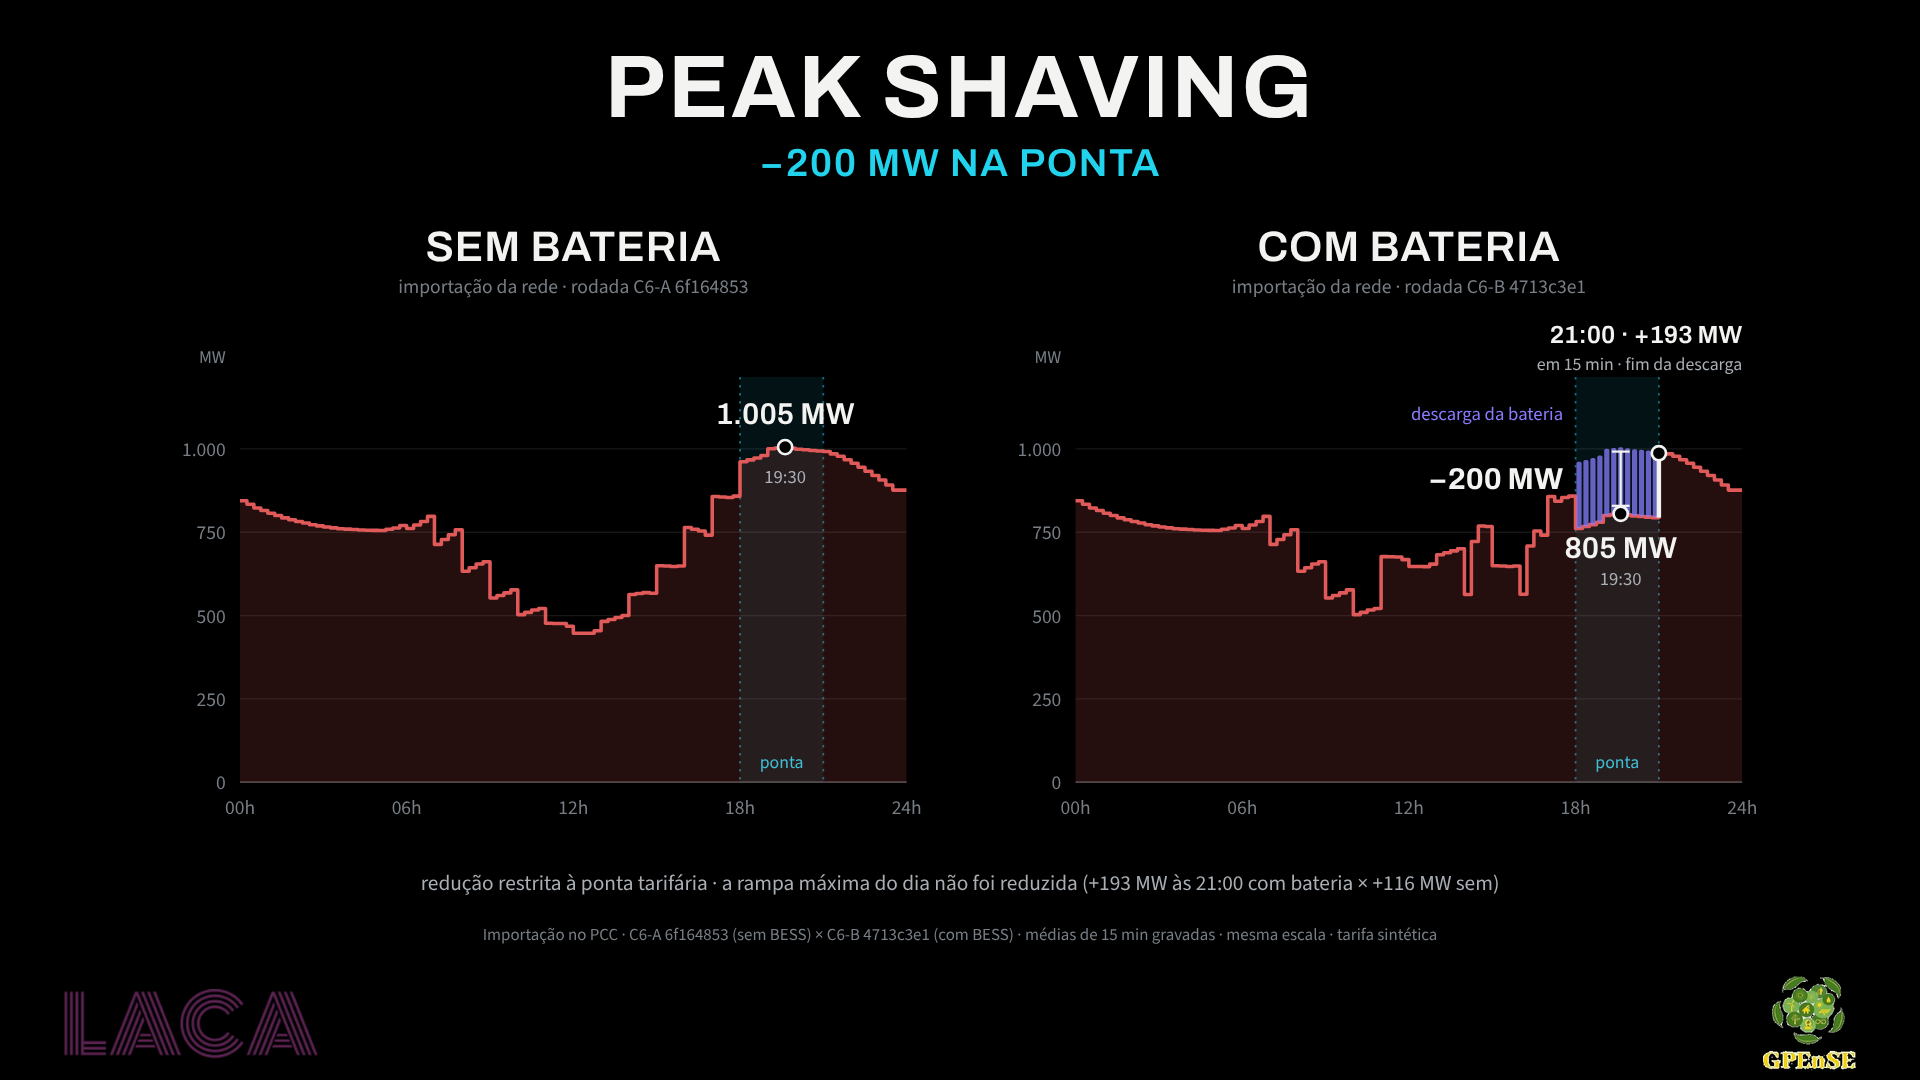 PEAK SHAVING
–200 MW NA PONTA
SEM BATERIA
importação da rede · rodada C6-A 6f164853
MW
1.000
750
500
250
0
00h
06h
12h
18h
24h
1.005 MW
19:30
ponta
COM BATERIA
importação da rede · rodada C6-B 4713c3e1
21:00 · +193 MW
em 15 min · fim da descarga
MW
descarga da bateria
–200 MW
805 MW
19:30
ponta
1.000
750
500
250
0
00h
06h
12h
18h
24h
redução restrita à ponta tarifária · a rampa máxima do dia não foi reduzida (+193 MW às 21:00 com bateria × +116 MW sem)
Importação no PCC · C6-A 6f164853 (sem BESS) × C6-B 4713c3e1 (com BESS) · médias de 15 min gravadas · mesma escala · tarifa sintética
LACA
GPEnSE